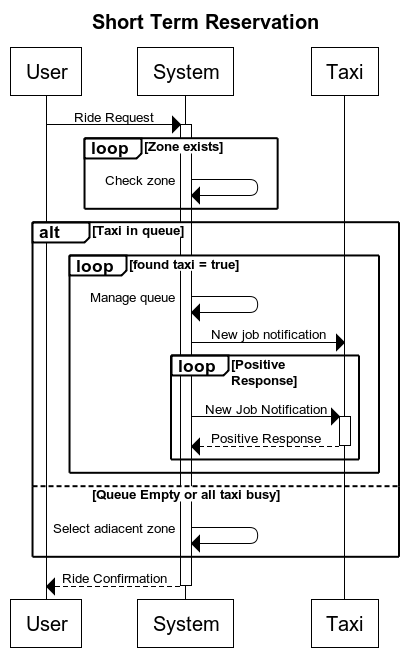 Short Term Reservation
User
System
Taxi
Ride Request
loop [Zone exists]
Check zone
alt [Taxi in queue]
loop [found taxi = true]
Manage queue
New job notification
loop [Positive
Response]
New Job Notification
Positive Response
[Queue Empty or all taxi busy]
Select adiacent zone
Ride Confirmation
User
System
Taxi